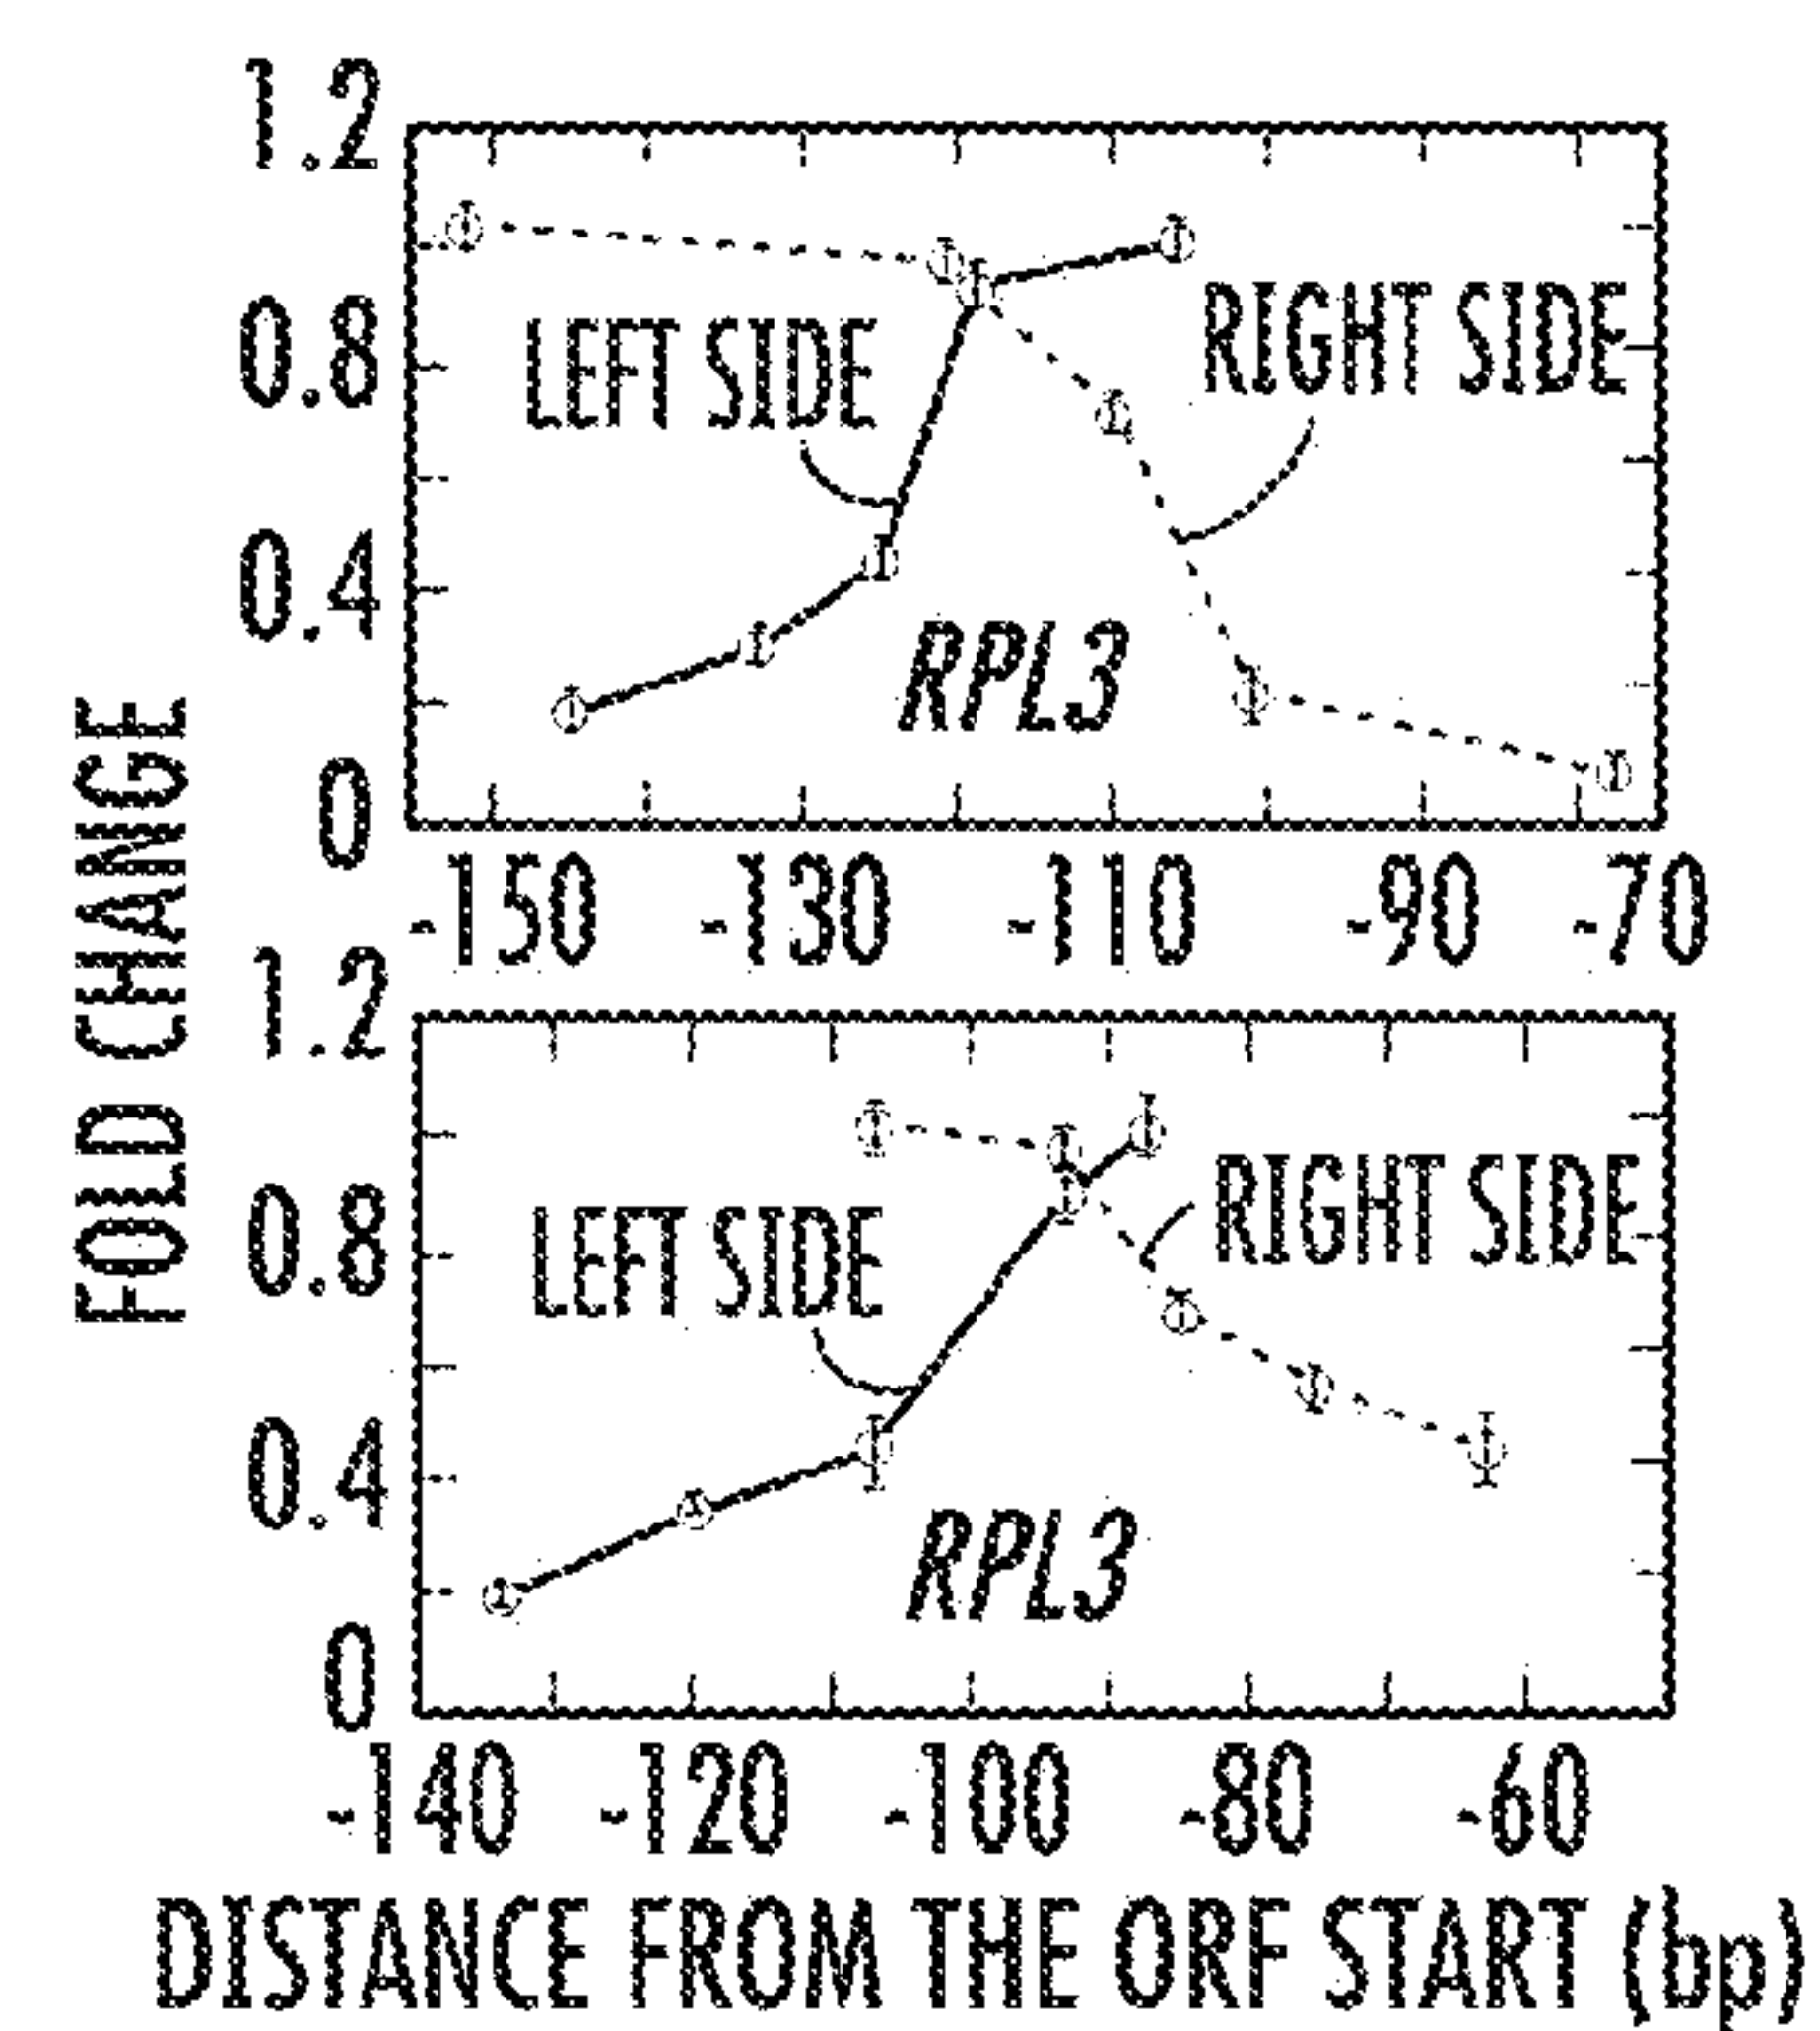 FOLD CHANGE
1.2
0.8
0.4
0
LEFT SIDE
RIGHT SIDE
RPL3
-150 -130 -110 -90 -70
1.2
0.8
0.4
0
LEFT SIDE
RIGHT SIDE
RPL3
-140 -120 -100 -80 -60
DISTANCE FROM THE ORF START (bp)